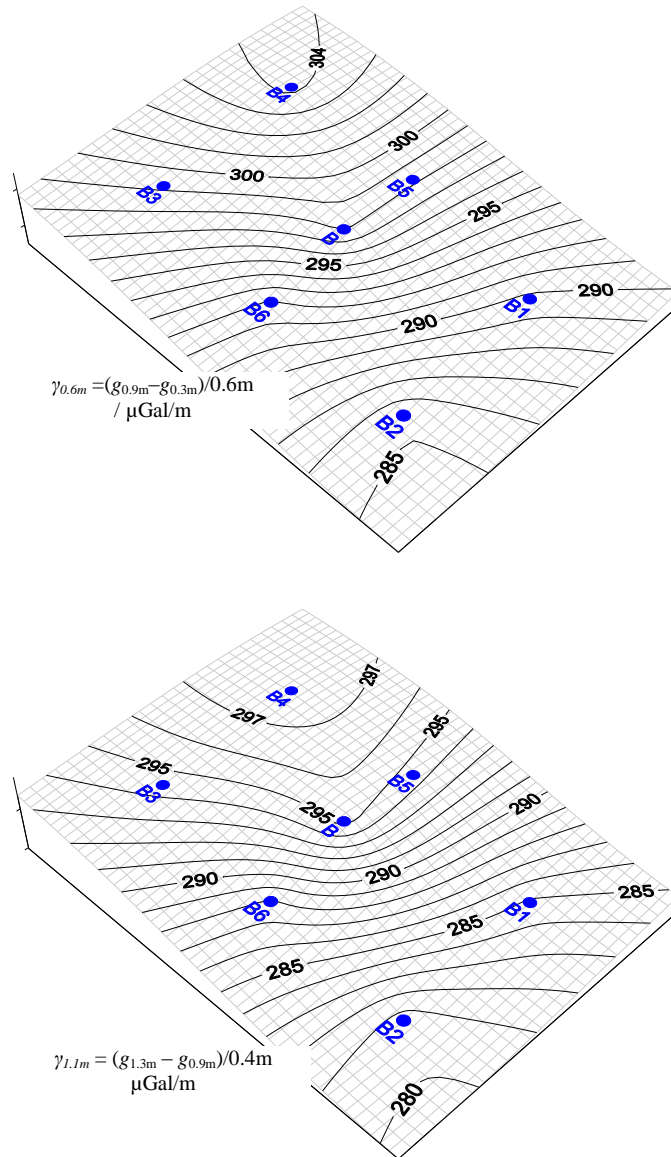 304
B4
300
B5
300
B3
295
B
295
290
B6
B1
290
γ0.6m =(g0.9m–g0.3m)/0.6m
/ μGal/m
B2
285
297
B4
297
295
295
B5
B3
295
290
B
290
290
285
B6
B1
285
285
B2
γ1.1m = (g1.3m – g0.9m)/0.4m
μGal/m
280